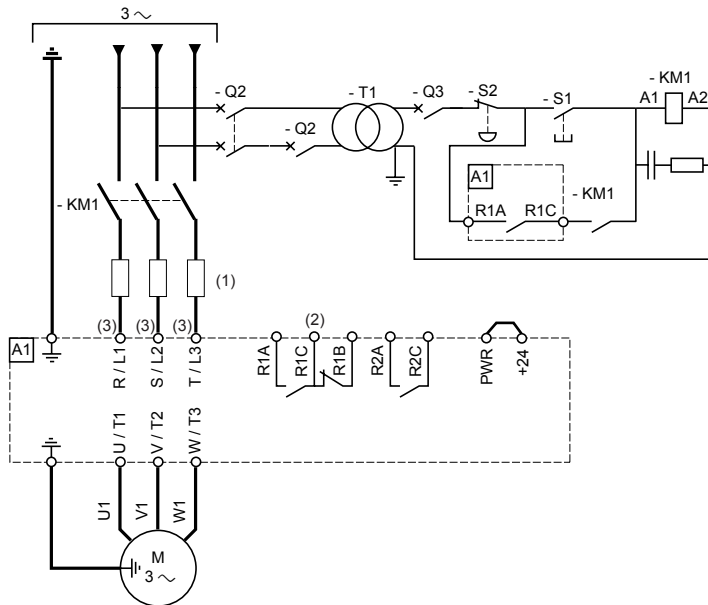 3 ~
- Q2
- T1
- Q3
- S2
- S1
- KM1
A1
A2
- Q2
A1
- KM1
- KM1
R1A
R1C
(1)
(3)
(3)
(3)
(2)
A1
R / L1
S / L2
T / L3
R1A
R1C
R1B
R2A
R2C
PWR
+24
U / T1
V / T2
W / T3
U1
V1
W1
M
3 ~